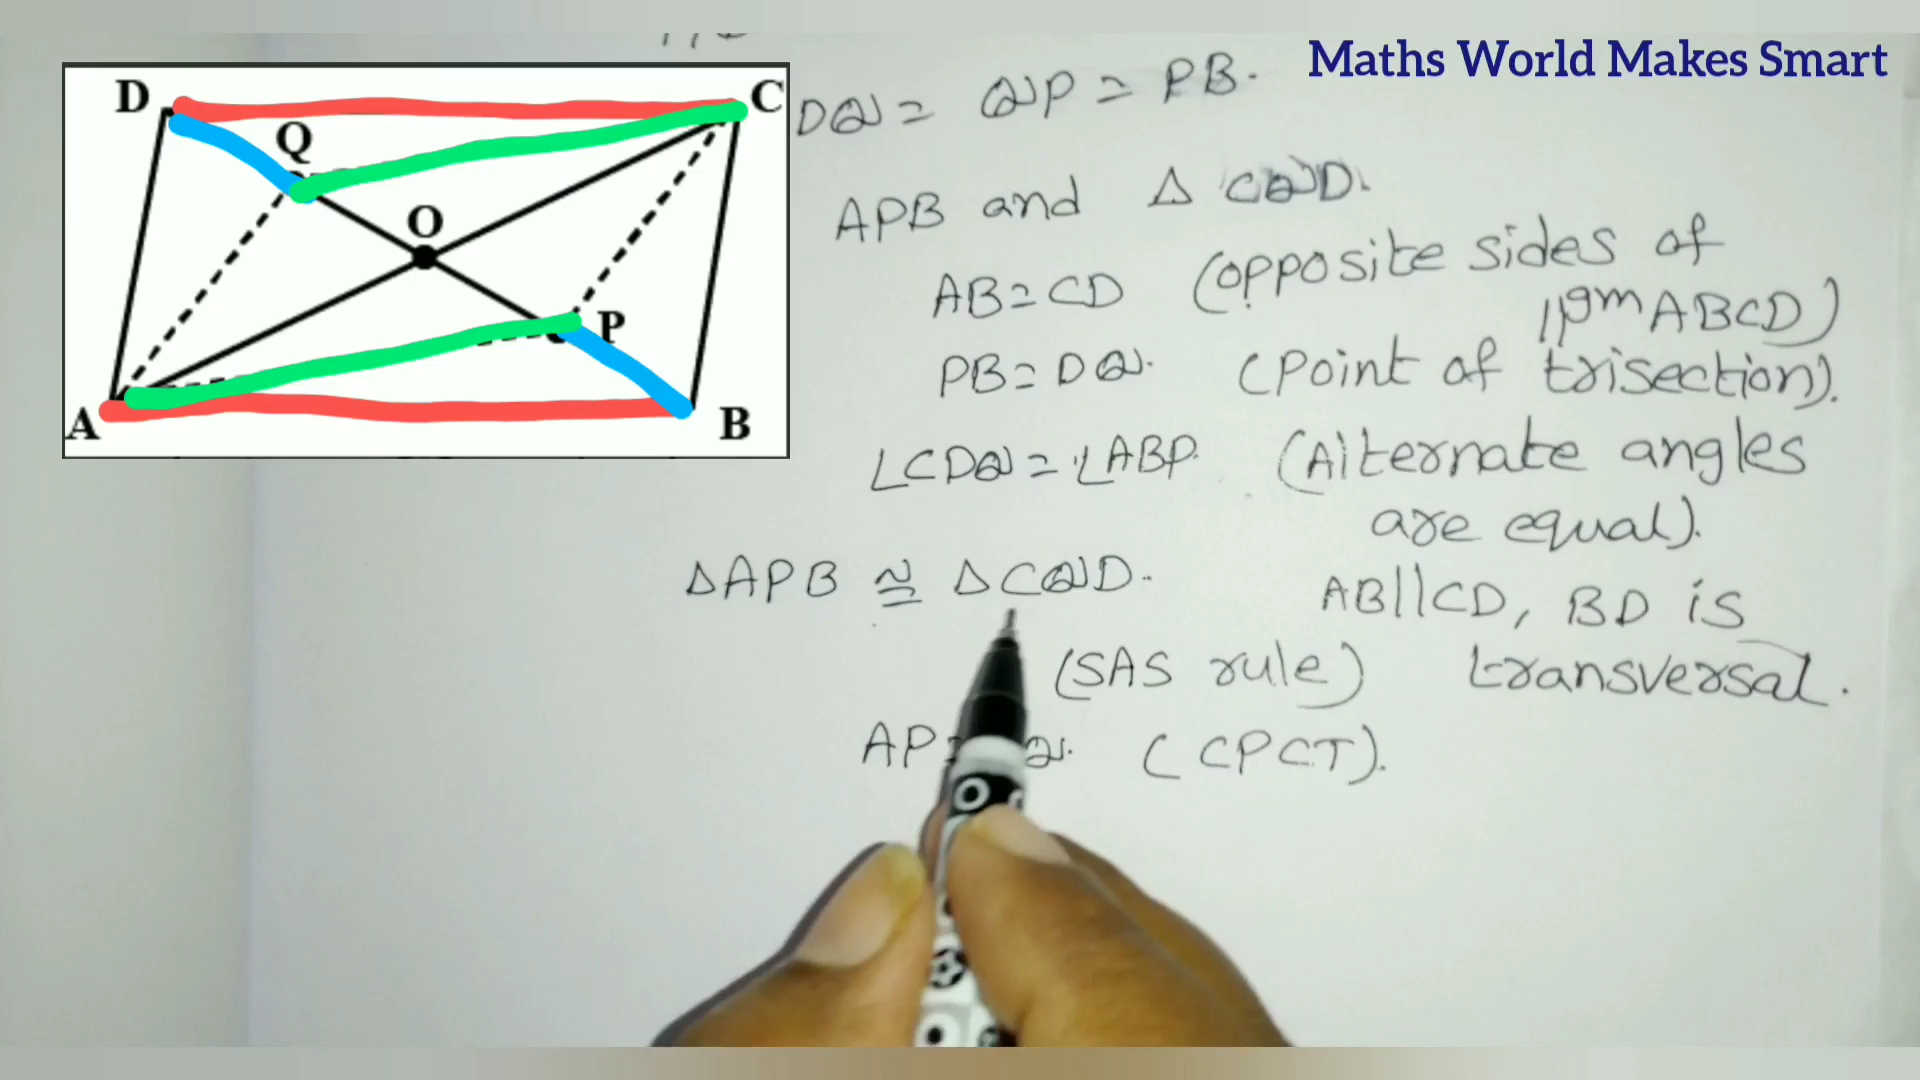 Maths World Makes Smart
D
C
Q
O
P
A
B
DQ = QP = PB.
APB and Δ CQD.
AB=CD (opposite sides of
||gm ABCD)
PB=DQ. (point of trisection).
∠CDQ=∠ABP. (Alternate angles
are equal).
ΔAPB ≅ ΔCQD.
AB||CD, BD is
(SAS rule)
transversal.
AP= Q. (CPCT).